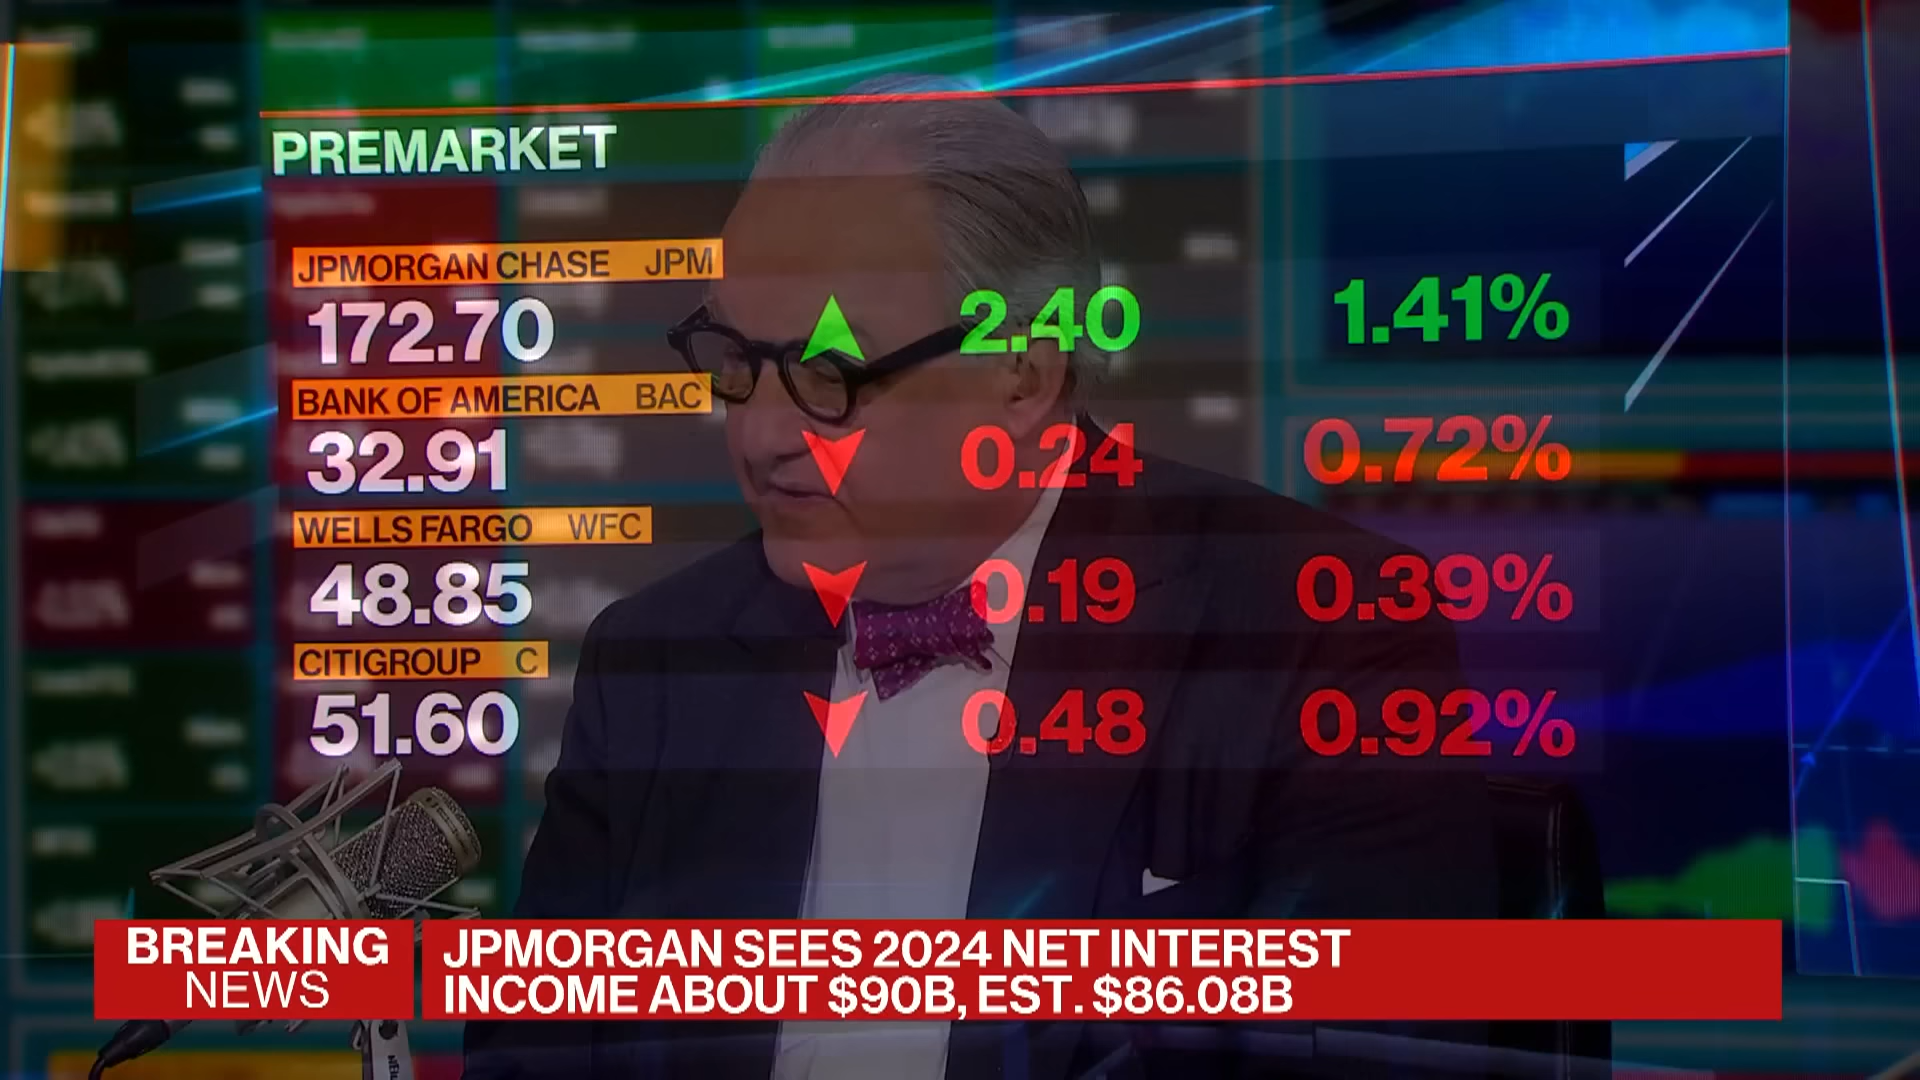 PREMARKET
JPMORGAN CHASE JPM
172.70 2.40 1.41%
BANK OF AMERICA BAC
32.91 0.24 0.72%
WELLS FARGO WFC
48.85 0.19 0.39%
CITIGROUP C
51.60 0.48 0.92%
BREAKING
NEWS
JPMORGAN SEES 2024 NET INTEREST
INCOME ABOUT $90B, EST. $86.08B